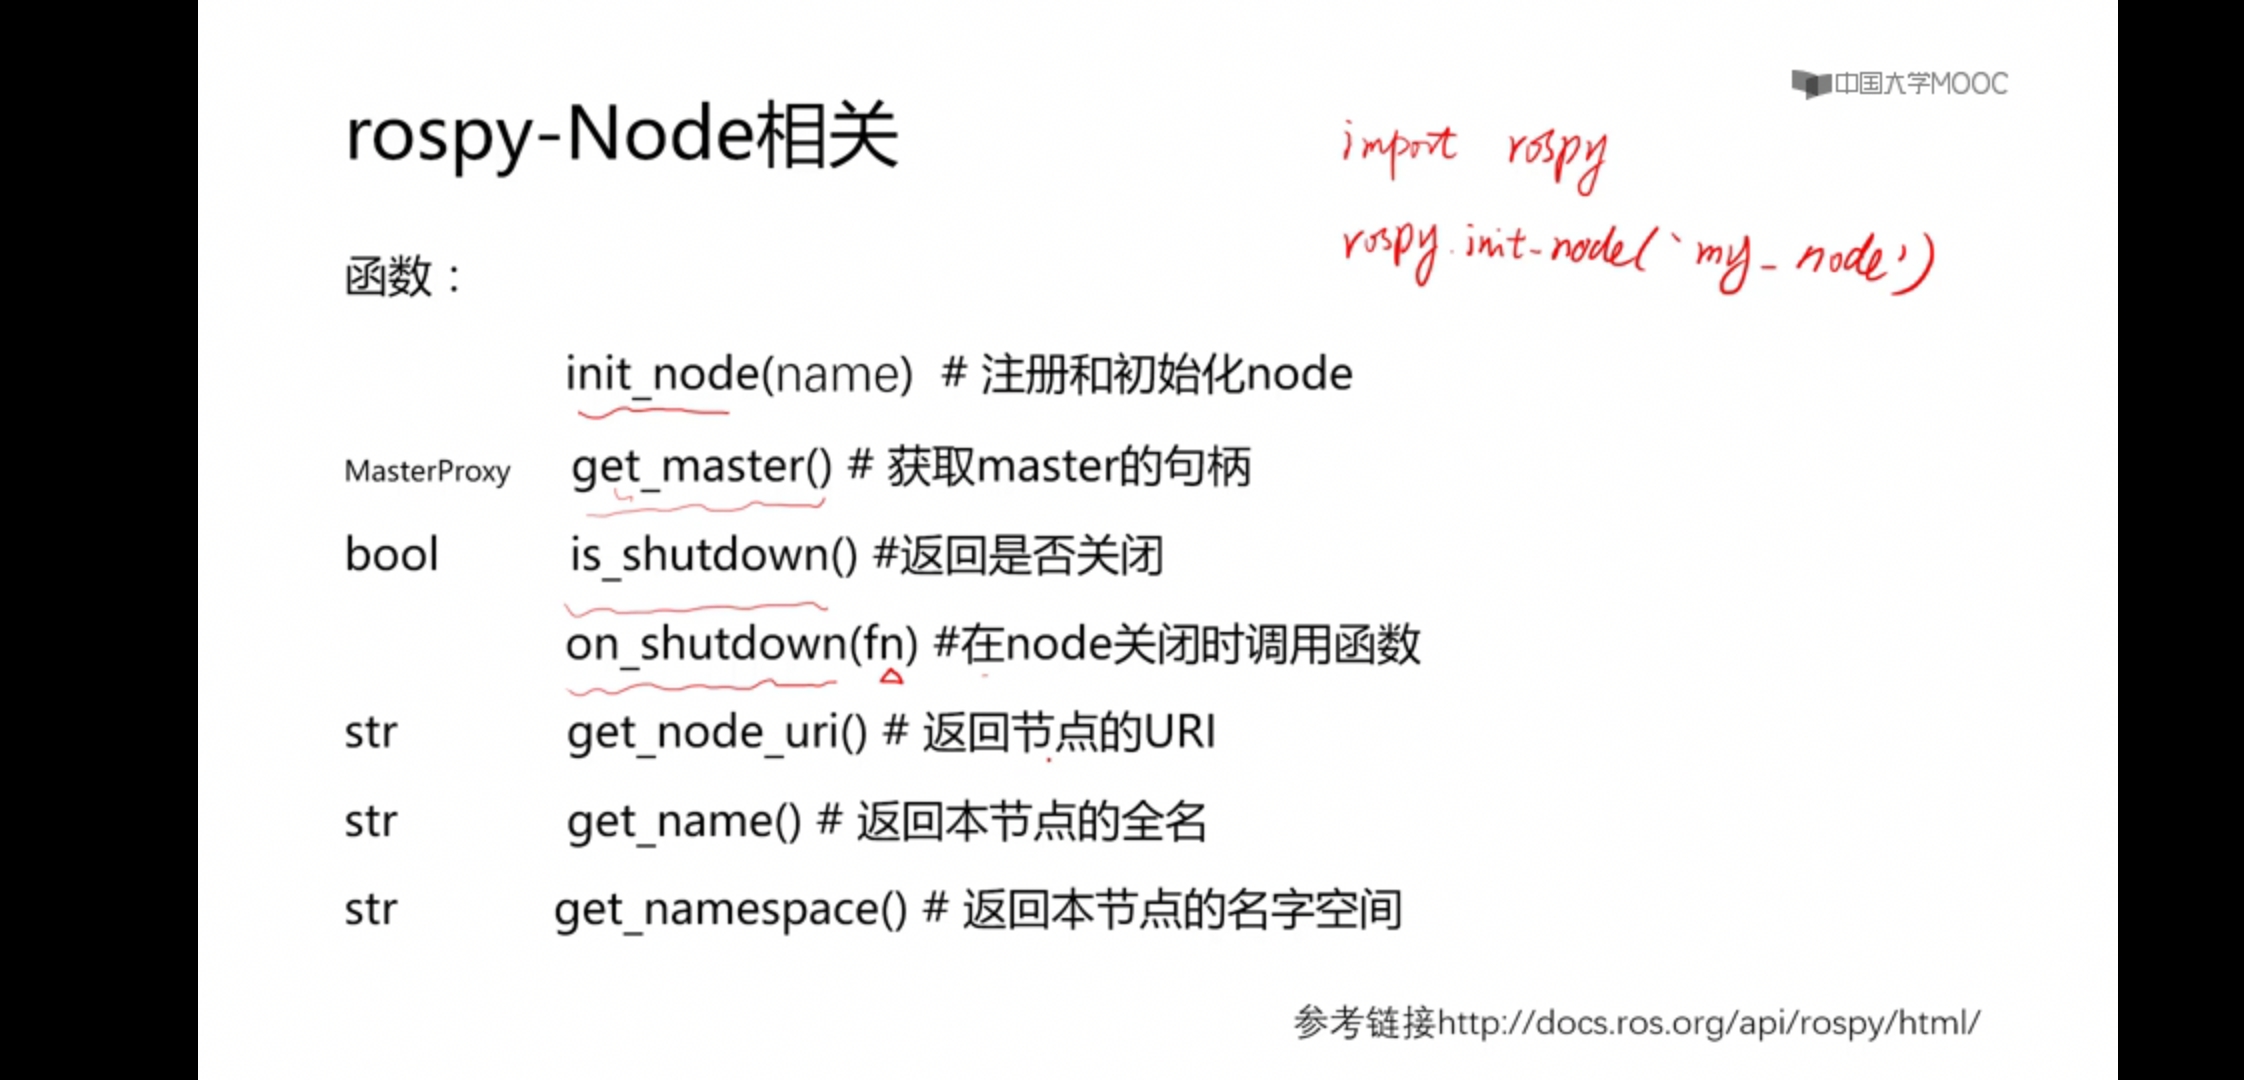 中国大学MOOC
rospy-Node相关
import rospy
rospy.init_node('my_node')
函数：
init_node(name) # 注册和初始化node
MasterProxy get_master() # 获取master的句柄
bool is_shutdown() #返回是否关闭
on_shutdown(fn) #在node关闭时调用函数
str get_node_uri() # 返回节点的URI
str get_name() # 返回本节点的全名
str get_namespace() # 返回本节点的名字空间
参考链接http://docs.ros.org/api/rospy/html/